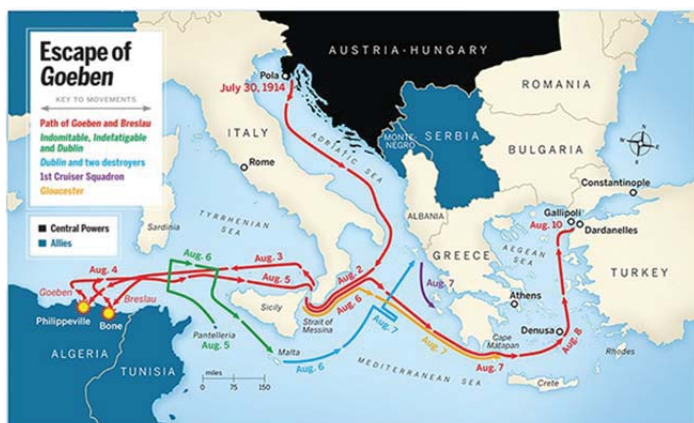 Escape of
Goeben
KEY TO MOVEMENTS
Path of Goeben and Breslau
Indomitable, Indefatigable
and Dublin
Dublin and two destroyers
1st Cruiser Squadron
Gloucester
Central Powers
Allies
AUSTRIA-HUNGARY
Pola
July 30, 1914
ROMANIA
ITALY
ADRIATIC SEA
MONTE-
NEGRO
SERBIA
BULGARIA
N
E
S
W
Rome
Constantinople
Sardinia
TYRRHENIAN
SEA
ALBANIA
Gallipoli
Aug. 10
Dardanelles
GREECE
AEGEAN
SEA
TURKEY
Aug. 6
Aug. 3
Aug. 4
Aug. 5
Aug. 2
Aug. 7
Goeben
Breslau
Sicily
Aug. 6
Athens
Philippeville
Bone
Strait of
Messina
Aug. 7
Denusa
Pantelleria
Aug. 5
Cape
Matapan
Aug. 8
ALGERIA
TUNISIA
Malta
Aug. 6
Aug. 7
Aug. 7
Rhodes
MEDITERRANEAN SEA
Crete
miles
0
150